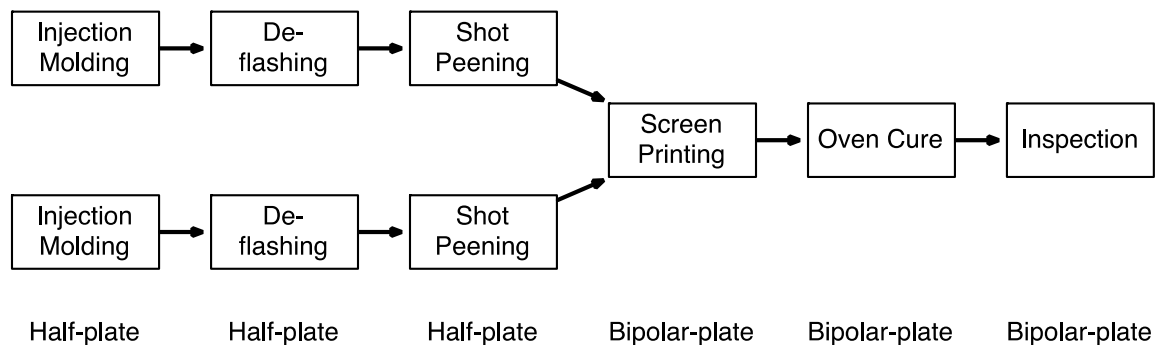 Injection
Molding
De-
flashing
Shot
Peening
Screen
Printing
Oven Cure
Inspection
Injection
Molding
De-
flashing
Shot
Peening
Half-plate
Half-plate
Half-plate
Bipolar-plate
Bipolar-plate
Bipolar-plate